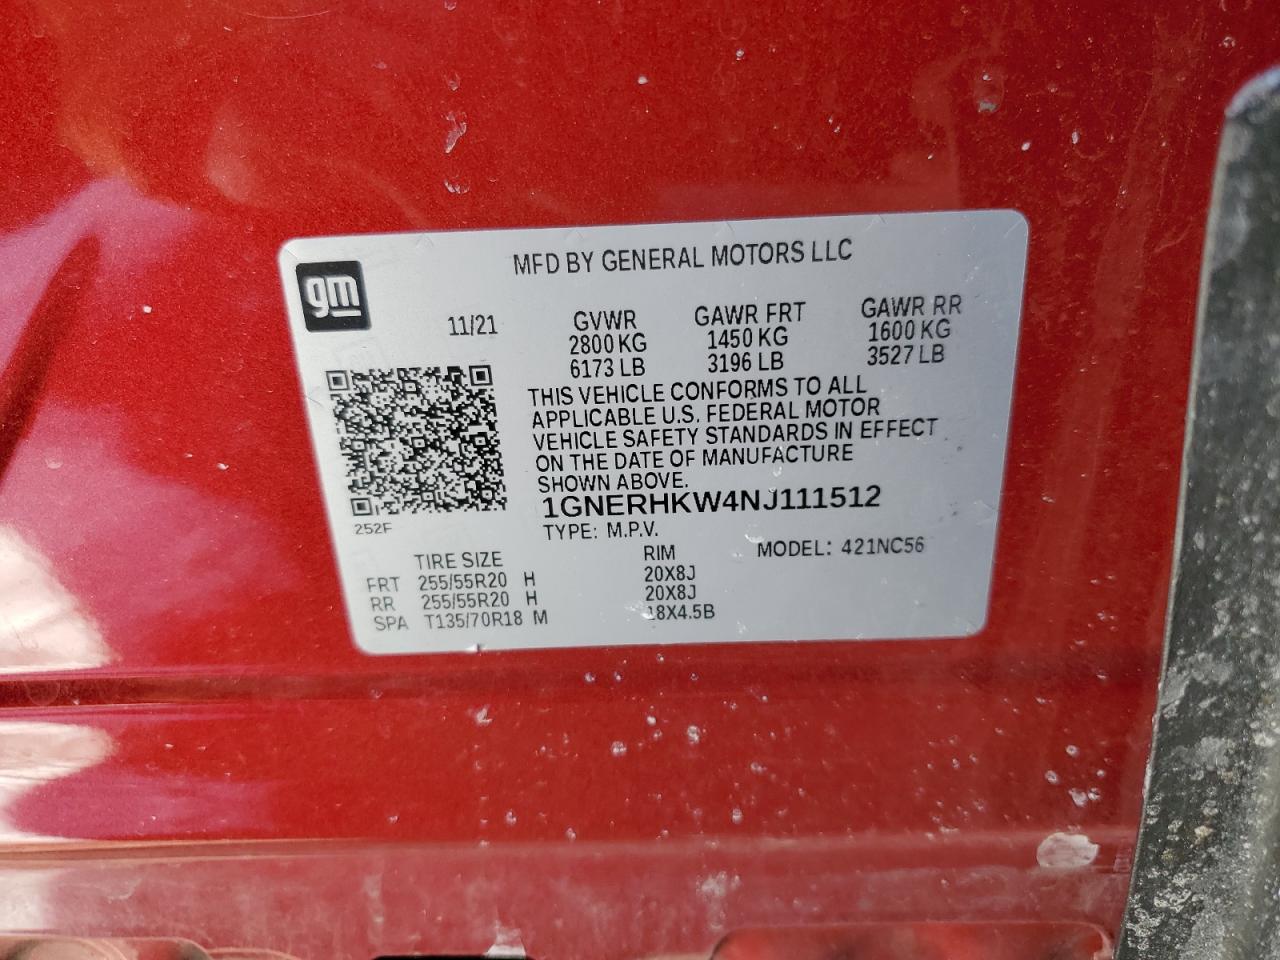 gm
MFD BY GENERAL MOTORS LLC
11/21
GVWR GAWR FRT GAWR RR
2800 KG 1450 KG 1600 KG
6173 LB 3196 LB 3527 LB
THIS VEHICLE CONFORMS TO ALL
APPLICABLE U.S. FEDERAL MOTOR
VEHICLE SAFETY STANDARDS IN EFFECT
ON THE DATE OF MANUFACTURE
SHOWN ABOVE.
1GNERHKW4NJ111512
252F
TYPE: M.P.V.
MODEL: 421NC56
TIRE SIZE RIM
FRT 255/55R20 H 20X8J
RR 255/55R20 H 20X8J
SPA T135/70R18 M 18X4.5B